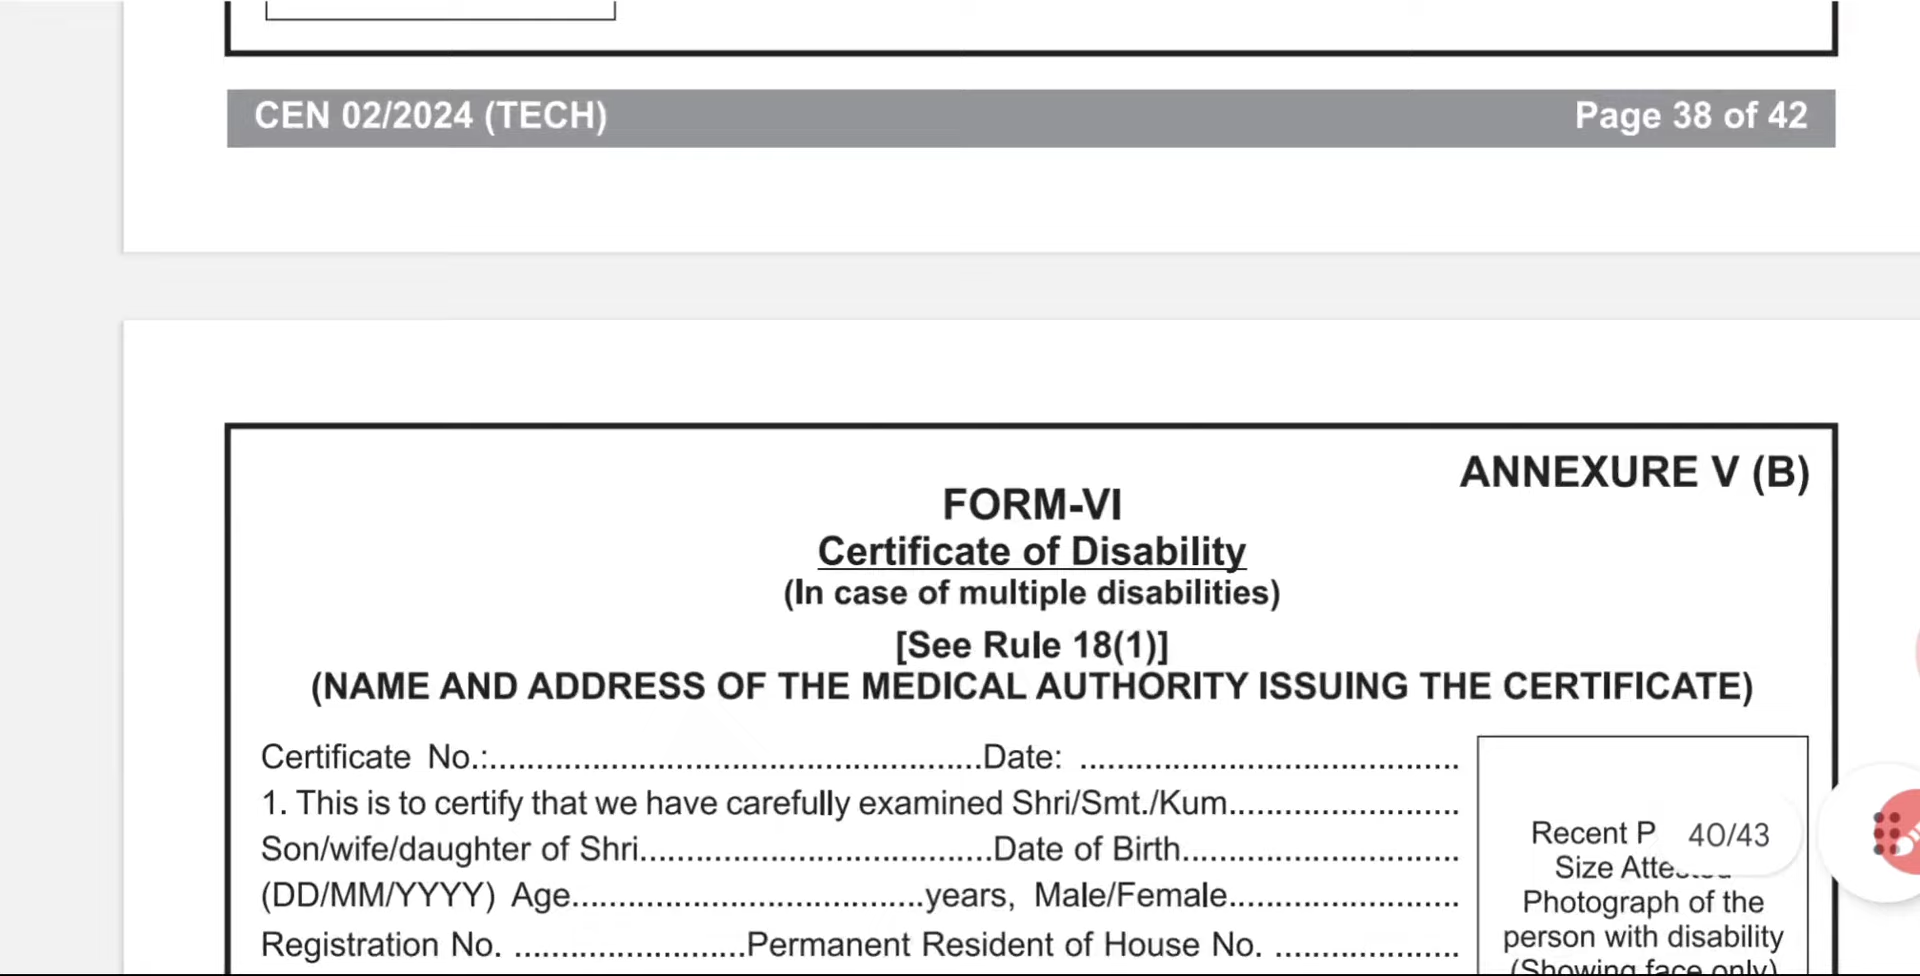 CEN 02/2024 (TECH) Page 38 of 42
ANNEXURE V (B)
FORM-VI
Certificate of Disability
(In case of multiple disabilities)
[See Rule 18(1)]
(NAME AND ADDRESS OF THE MEDICAL AUTHORITY ISSUING THE CERTIFICATE)
Certificate No.:....................................................Date: ........................................
1. This is to certify that we have carefully examined Shri/Smt./Kum.........................
Son/wife/daughter of Shri......................................Date of Birth..............................
(DD/MM/YYYY) Age......................................years, Male/Female.........................
Registration No. .........................Permanent Resident of House No. ....................
Recent P
40/43
Size
Photograph of the
person with disability
(Showing face only)